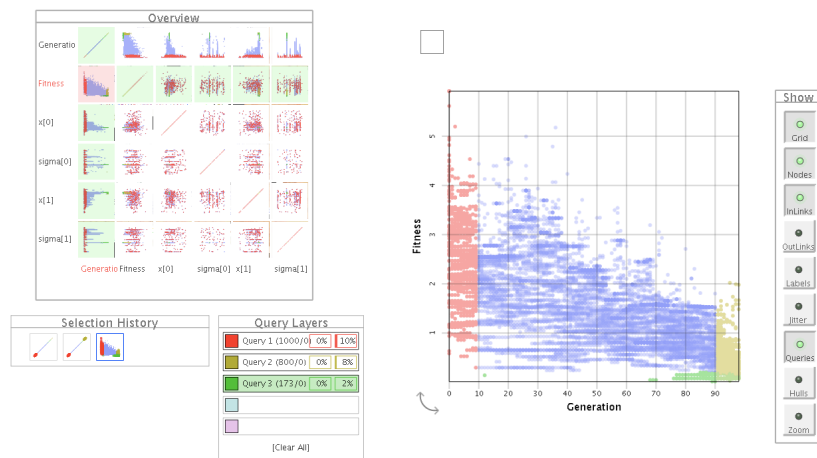 Overview
Generatio
Fitness
x[0]
sigma[0]
x[1]
sigma[1]
Generatio Fitness x[0] sigma[0] x[1] sigma[1]
Selection History
Query Layers
Query 1 (1000/0) 0% 10%
Query 2 (800/0) 0% 8%
Query 3 (173/0) 0% 2%
[Clear All]
Fitness
5
4
3
2
1
0 10 20 30 40 50 60 70 80 90
Generation
Show
Grid
Nodes
InLinks
OutLinks
Labels
Jitter
Queries
Hulls
Zoom